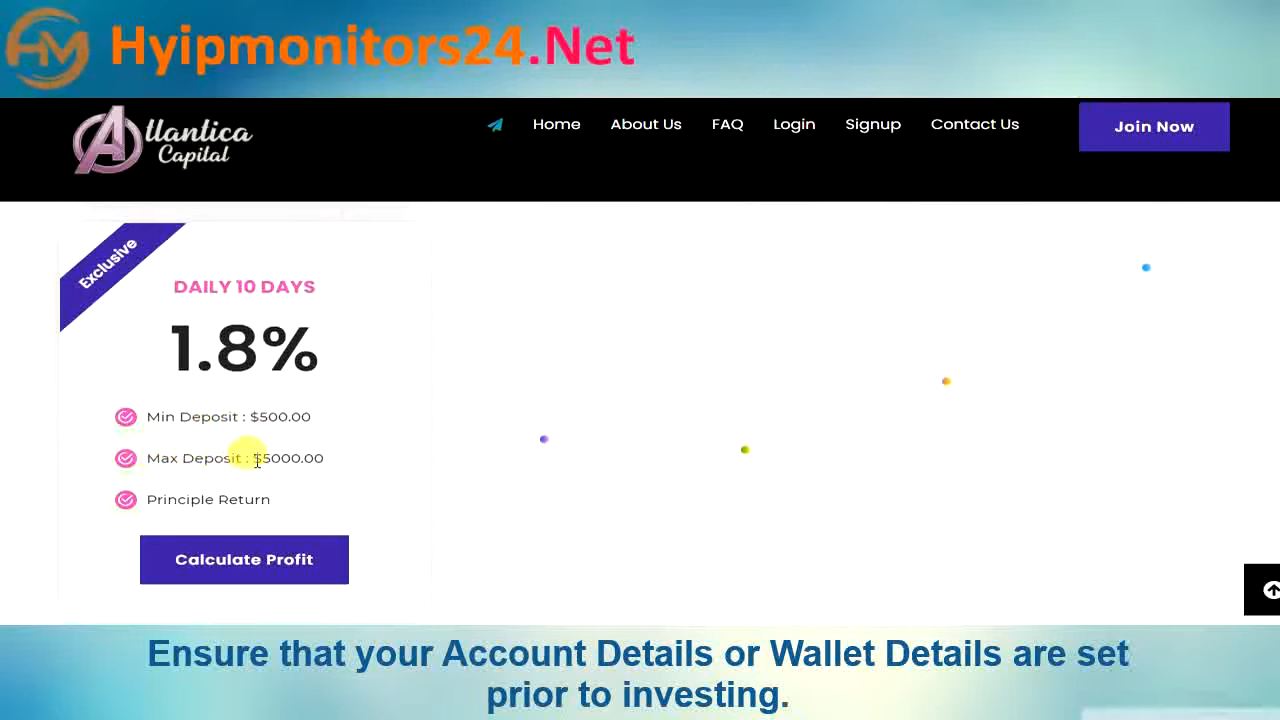 HM Hyipmonitors24.Net
Atlantica
Capital
Home About Us FAQ Login Signup Contact Us Join Now
Exclusive
DAILY 10 DAYS
1.8%
Min Deposit : $500.00
Max Deposit : $5000.00
Principle Return
Calculate Profit
Ensure that your Account Details or Wallet Details are set
prior to investing.